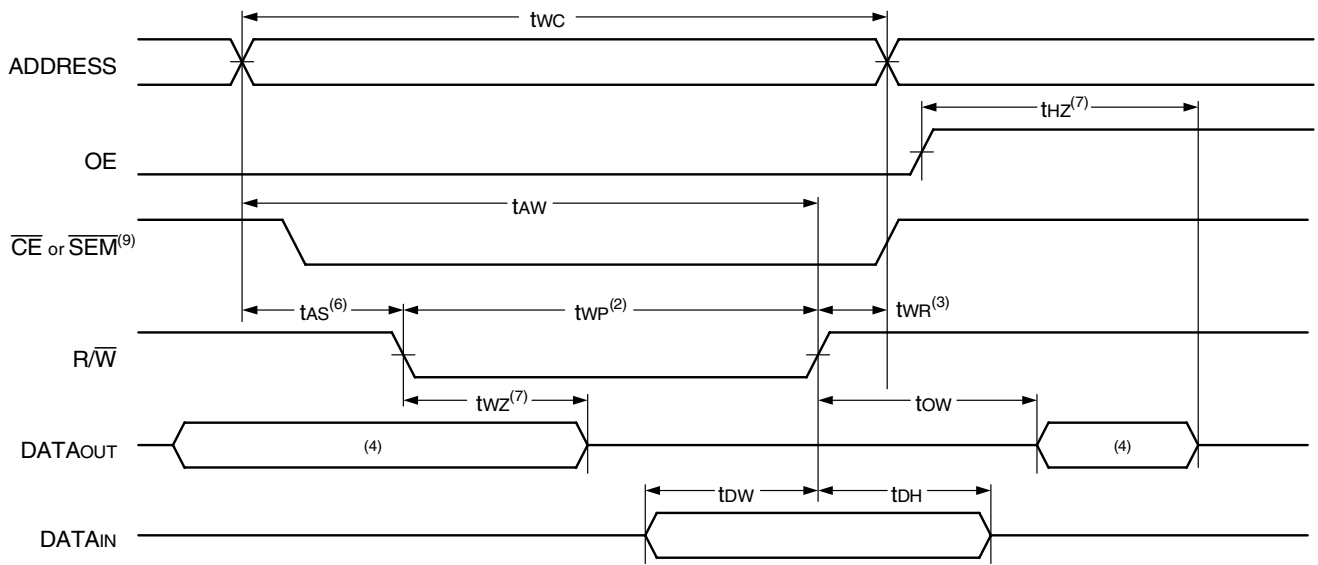 tWC
ADDRESS
tHZ(7)
OE
tAW
CE or SEM(9)
tAS(6) tWP(2) tWR(3)
R/W
tWZ(7) tOW
DATAOUT (4) (4)
tDW tDH
DATAIN